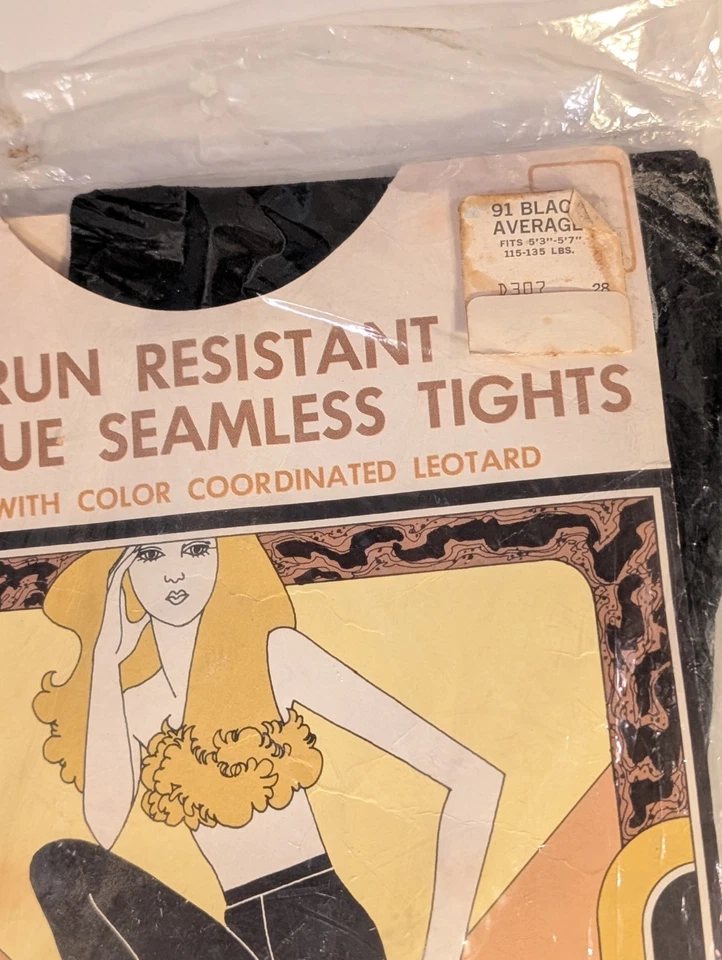 91 BLAC
AVERAGE
FITS 5'3"-5'7"
115-135 LBS.
D307 28
RUN RESISTANT
UE SEAMLESS TIGHTS
WITH COLOR COORDINATED LEOTARD